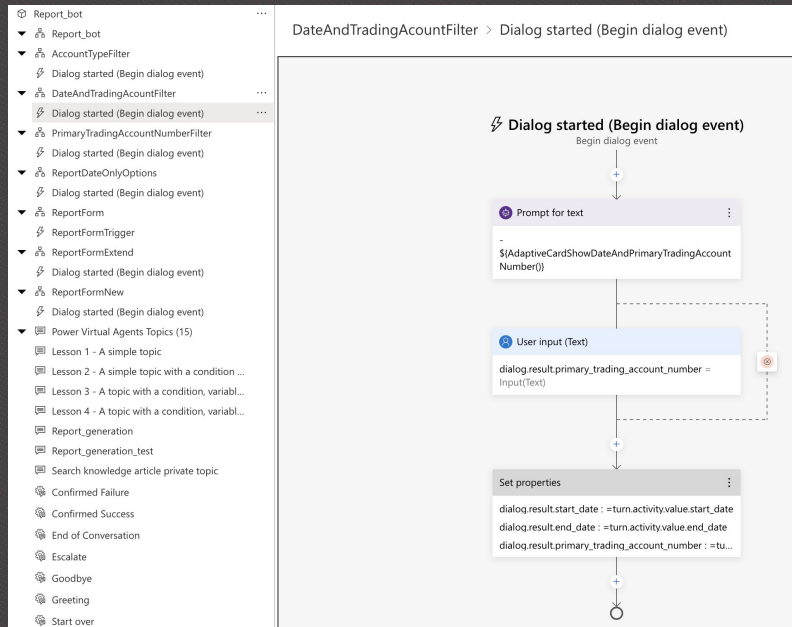 Report_bot
Report_bot
AccountTypeFilter
Dialog started (Begin dialog event)
DateAndTradingAcountFilter
Dialog started (Begin dialog event)
PrimaryTradingAccountNumberFilter
Dialog started (Begin dialog event)
ReportDateOnlyOptions
Dialog started (Begin dialog event)
ReportForm
ReportFormTrigger
ReportFormExtend
Dialog started (Begin dialog event)
ReportFormNew
Dialog started (Begin dialog event)
Power Virtual Agents Topics (15)
Lesson 1 - A simple topic
Lesson 2 - A simple topic with a condition ...
Lesson 3 - A topic with a condition, variabl...
Lesson 4 - A topic with a condition, variabl...
Report_generation
Report_generation_test
Search knowledge article private topic
Confirmed Failure
Confirmed Success
End of Conversation
Escalate
Goodbye
Greeting
Start over
DateAndTradingAcountFilter > Dialog started (Begin dialog event)
Dialog started (Begin dialog event)
Begin dialog event
Prompt for text
-
${AdaptiveCardShowDateAndPrimaryTradingAccount
Number()}
User input (Text)
dialog.result.primary_trading_account_number =
Input(Text)
Set properties
dialog.result.start_date : =turn.activity.value.start_date
dialog.result.end_date : =turn.activity.value.end_date
dialog.result.primary_trading_account_number : =tu...